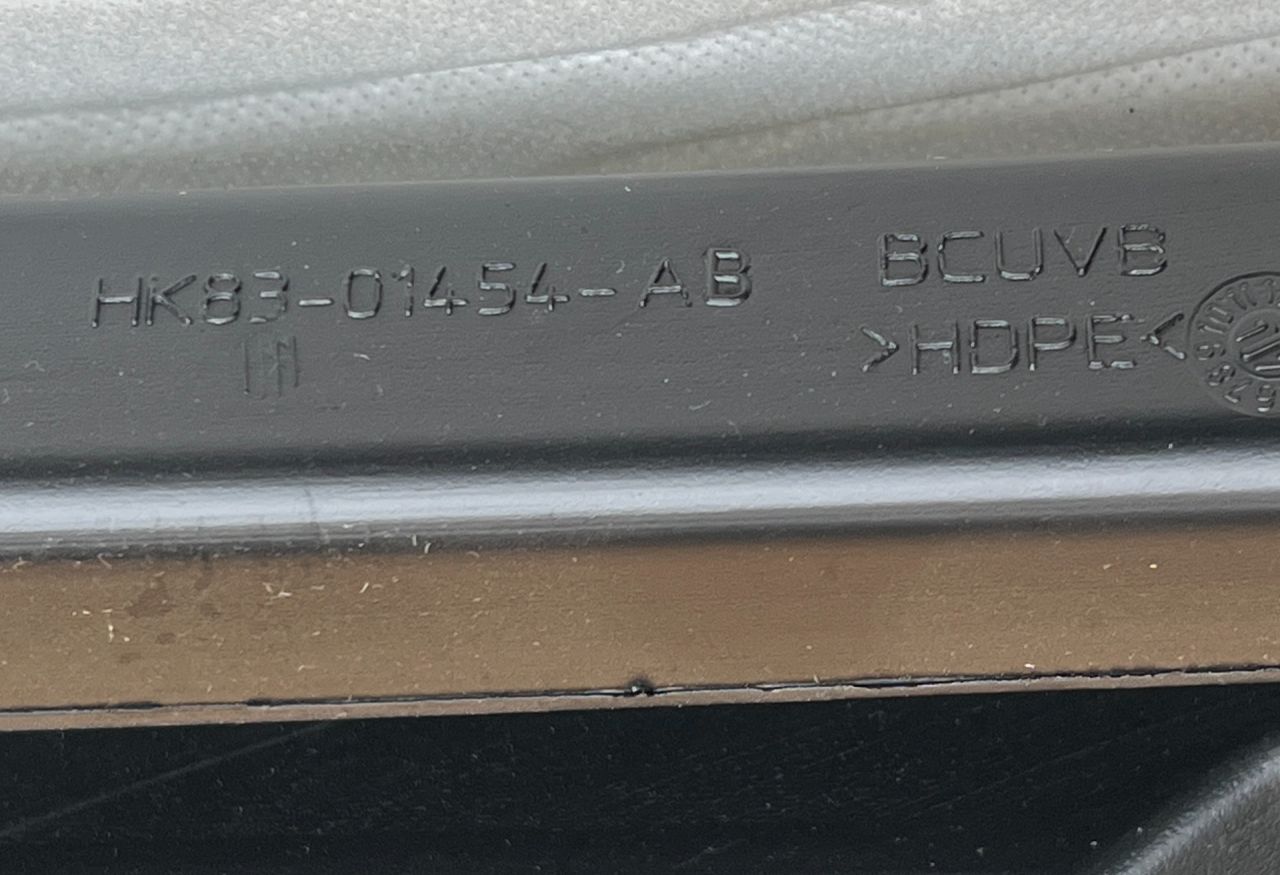 HK83-01454-AB
BCUVB
>HDPE<